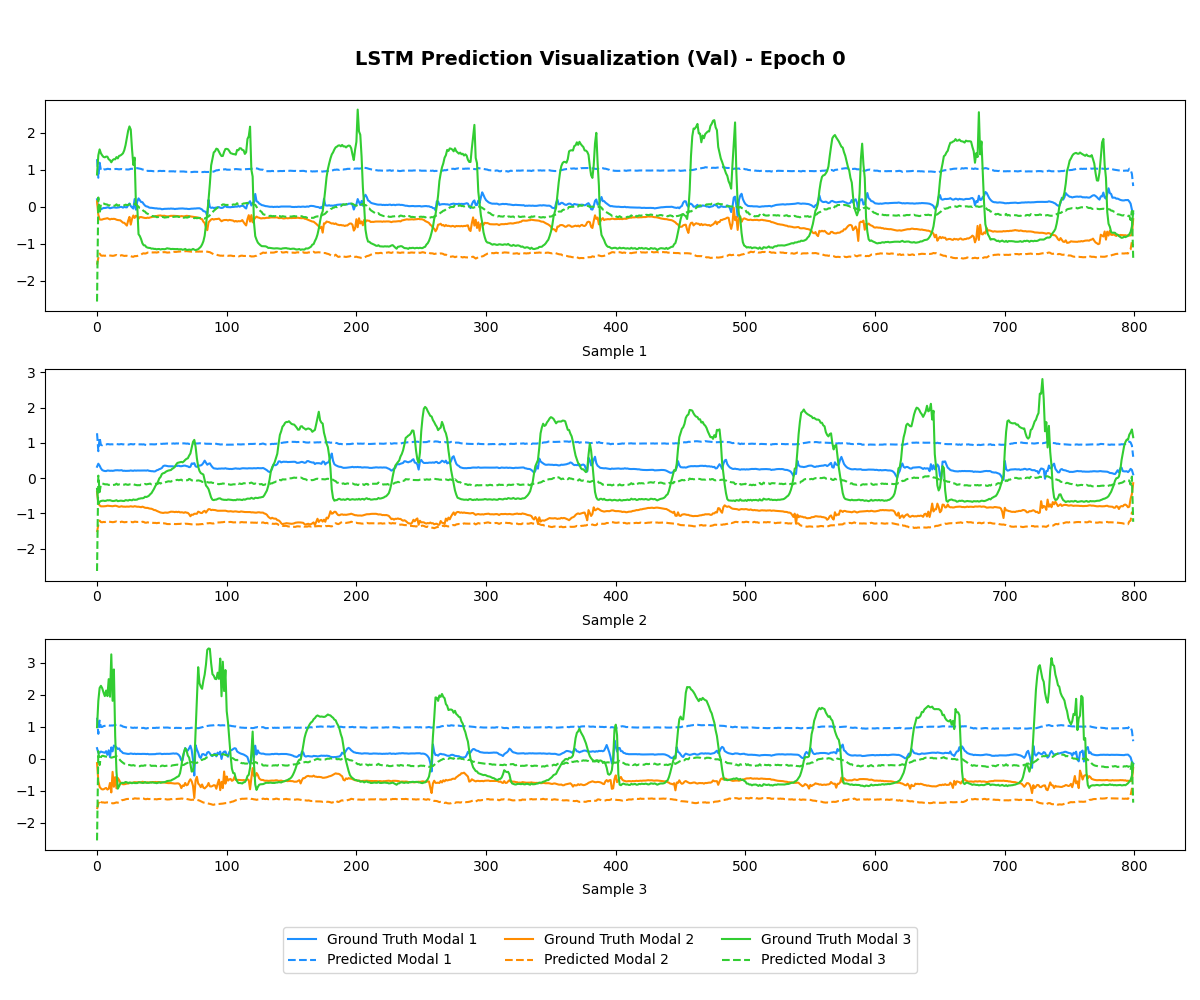 LSTM Prediction Visualization (Val) - Epoch 0
2
1
0
−1
−2
0 100 200 300 400 500 600 700 800
Sample 1
3
2
1
0
−1
−2
0 100 200 300 400 500 600 700 800
Sample 2
3
2
1
0
−1
−2
0 100 200 300 400 500 600 700 800
Sample 3
Ground Truth Modal 1 Ground Truth Modal 2 Ground Truth Modal 3
Predicted Modal 1 Predicted Modal 2 Predicted Modal 3